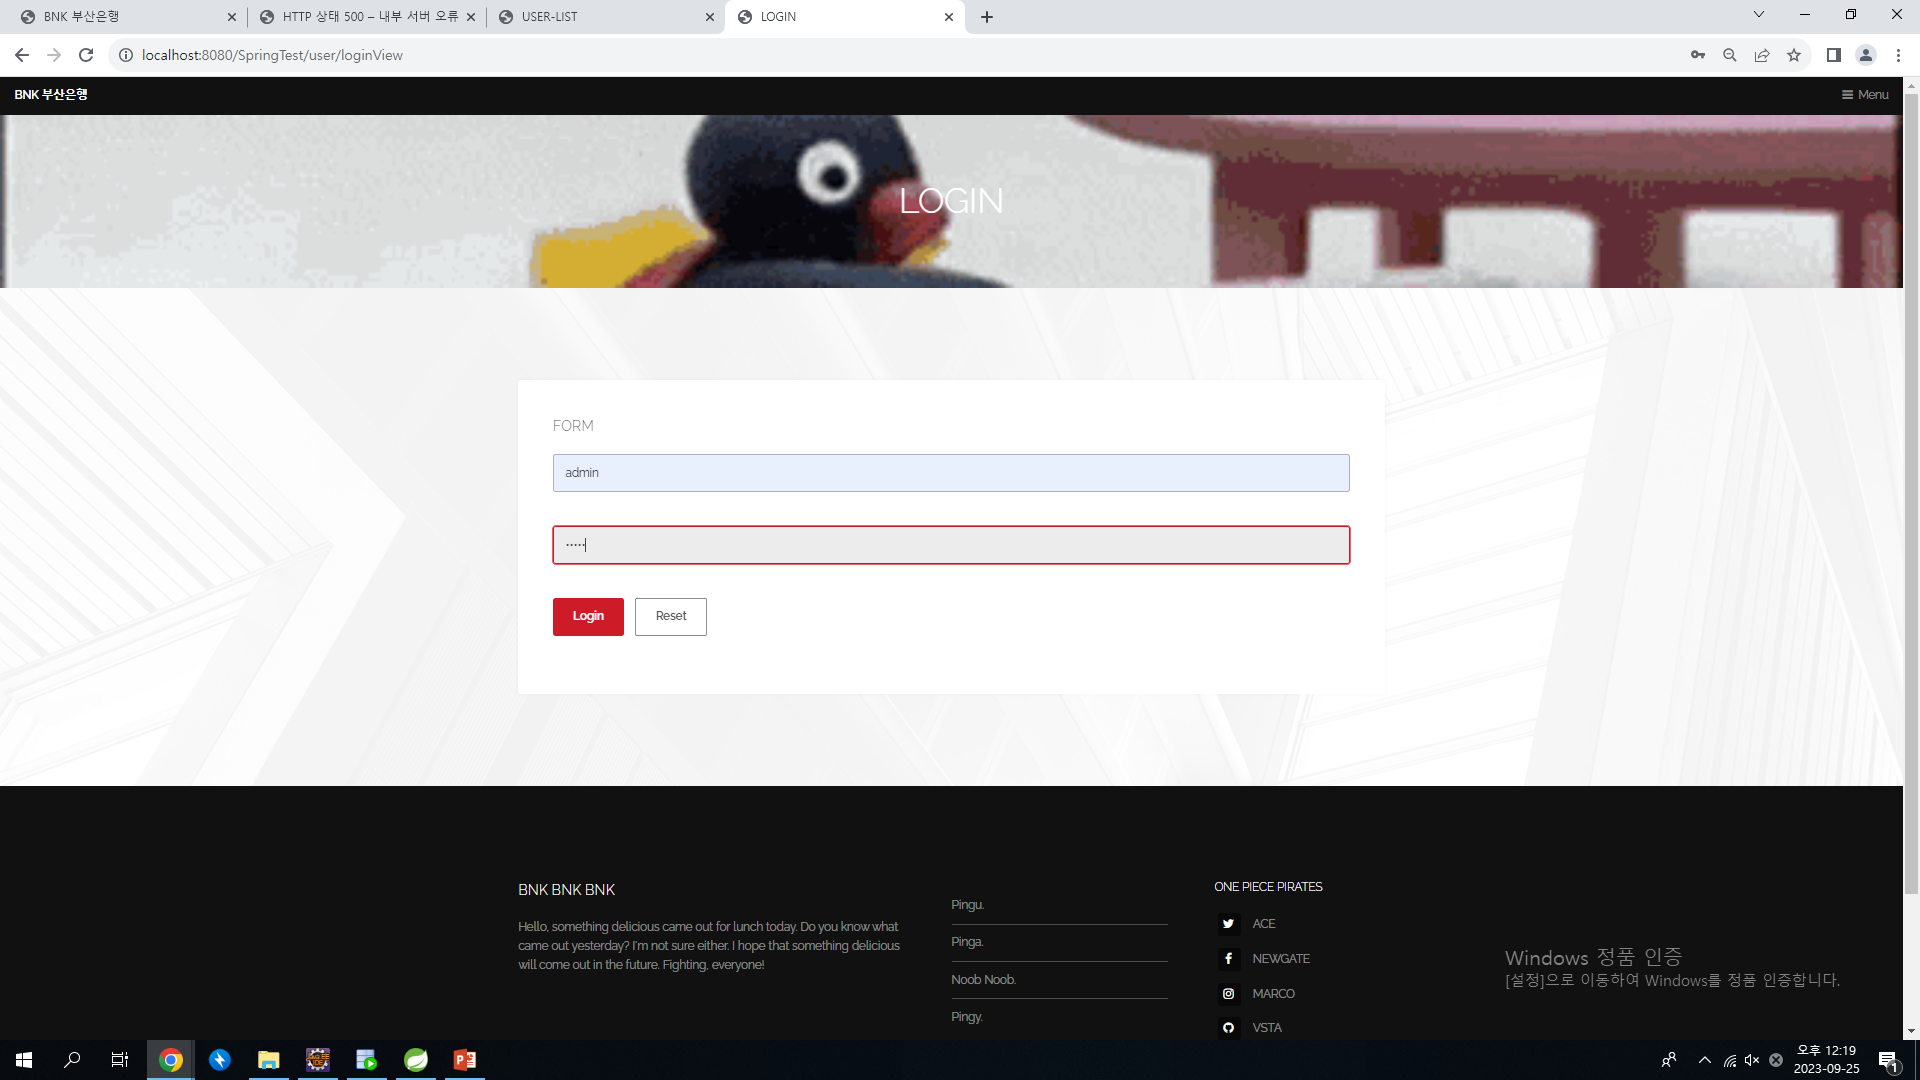 BNK 부산은행
HTTP 상태 500 – 내부 서버 오류
USER-LIST
LOGIN
localhost:8080/SpringTest/user/loginView
BNK 부산은행
Menu
LOGIN
FORM
admin
•••••
Login
Reset
BNK BNK BNK
Hello, something delicious came out for lunch today. Do you know what
came out yesterday? I'm not sure either. I hope that something delicious
will come out in the future. Fighting, everyone!
Pingu.
Pinga.
Noob Noob.
Pingy.
ONE PIECE PIRATES
ACE
NEWGATE
MARCO
VSTA
Windows 정품 인증
[설정]으로 이동하여 Windows를 정품 인증합니다.
오후 12:19
2023-09-25
1